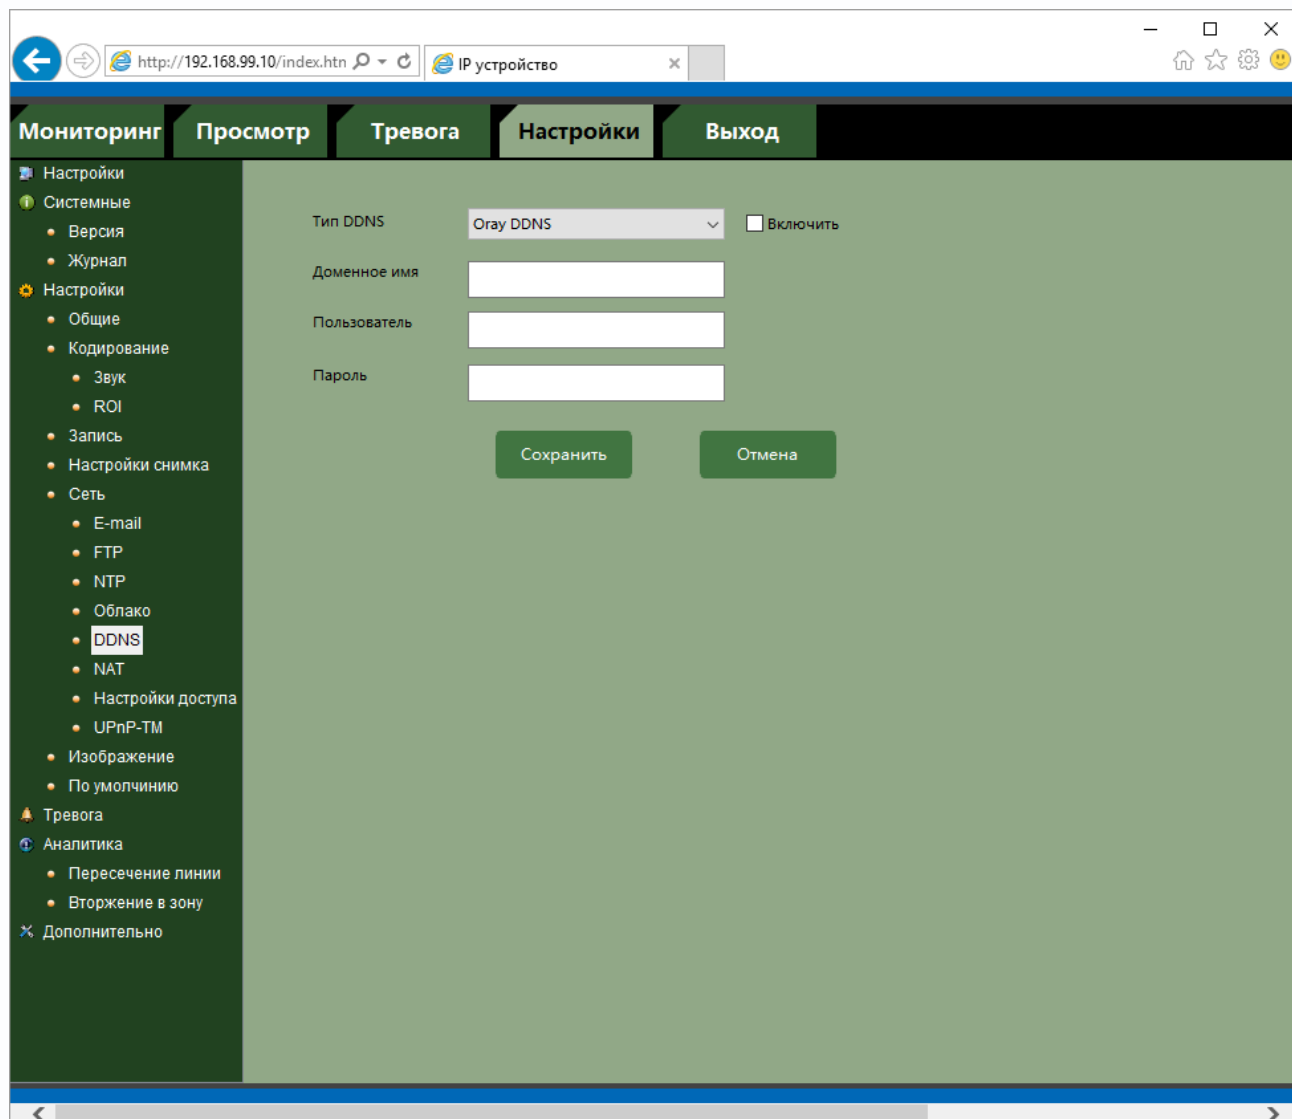 http://192.168.99.10/index.htn
IP устройство
Мониторинг
Просмотр
Тревога
Настройки
Выход
Настройки
Системные
Версия
Журнал
Настройки
Общие
Кодирование
Звук
ROI
Запись
Настройки снимка
Сеть
E-mail
FTP
NTP
Облако
DDNS
NAT
Настройки доступа
UPnP-TM
Изображение
По умолчинию
Тревога
Аналитика
Пересечение линии
Вторжение в зону
Дополнительно
Тип DDNS
Oray DDNS
Включить
Доменное имя
Пользователь
Пароль
Сохранить
Отмена